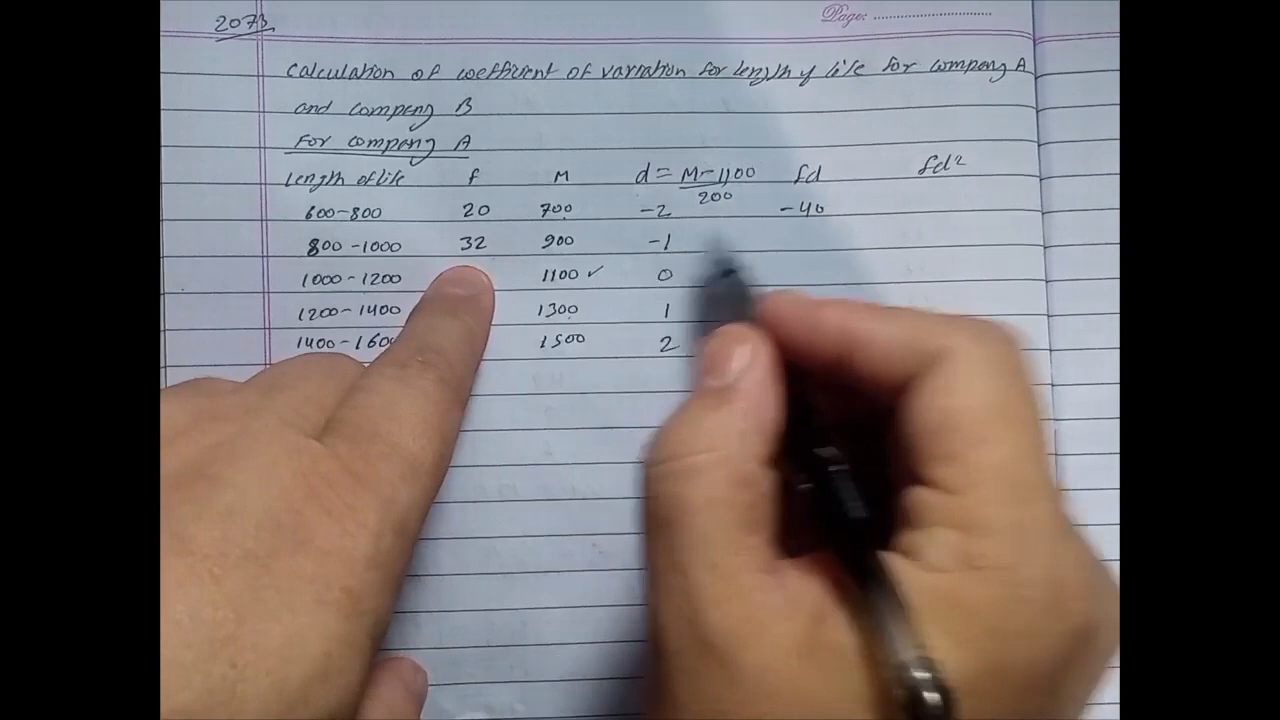 2073
Page: ....................................
Calculation of coefficient of variation for length of life for company A
and company B
For company A
Length of life f M d = M-1100 / 200 fd fd²
600-800 20 700 -2 -40
800-1000 32 900 -1
1000-1200 1100 ✓ 0
1200-1400 1300 1
1400-160 1500 2